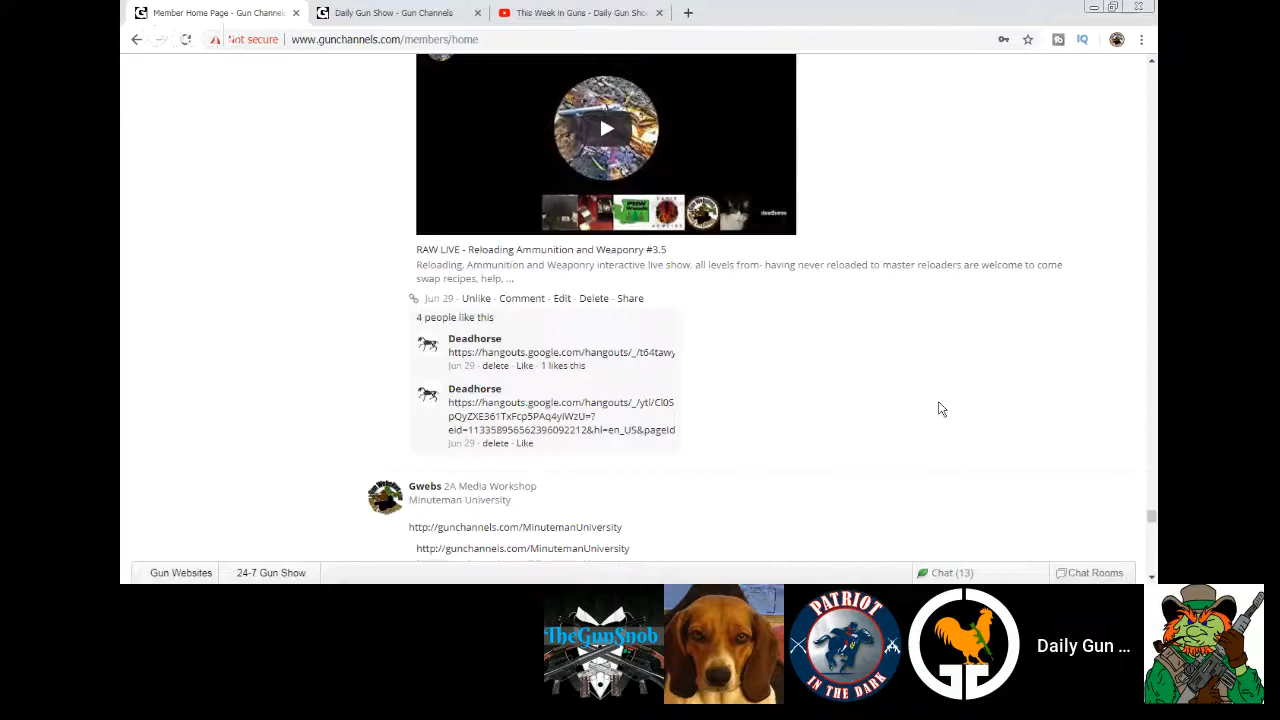 Member Home Page - Gun Channels
Daily Gun Show - Gun Channels
This Week In Guns - Daily Gun Sho
Not secure
www.gunchannels.com/members/home
deadhorse
RAW LIVE - Reloading Ammunition and Weaponry #3.5
Reloading, Ammunition and Weaponry interactive live show. all levels from- having never reloaded to master reloaders are welcome to come
swap recipes, help, ...
Jun 29 - Unlike - Comment - Edit - Delete - Share
4 people like this
Deadhorse
https://hangouts.google.com/hangouts/_/t64tawy
Jun 29 - delete - Like - 1 likes this
Deadhorse
https://hangouts.google.com/hangouts/_/ytl/Cl0S
pQyZXE361TxFcp5PAq4yiWzU=?
eid=113358956562396092212&hl=en_US&pageid
Jun 29 - delete - Like
Gwebs 2A Media Workshop
Minuteman University
http://gunchannels.com/MinutemanUniversity
http://gunchannels.com/MinutemanUniversity
Gun Websites
24-7 Gun Show
Chat (13)
Chat Rooms
TheGunSnob
PATRIOT
IN THE DARK
GG
Daily Gun ...